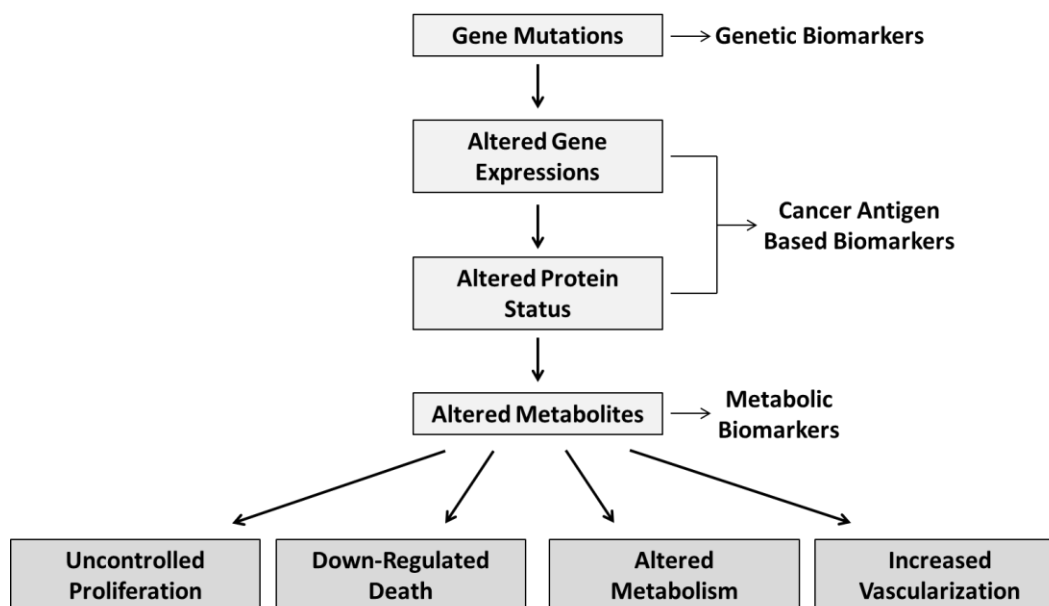 Gene Mutations
Genetic Biomarkers
Altered Gene
Expressions
Cancer Antigen
Based Biomarkers
Altered Protein
Status
Altered Metabolites
Metabolic
Biomarkers
Uncontrolled
Proliferation
Down-Regulated
Death
Altered
Metabolism
Increased
Vascularization